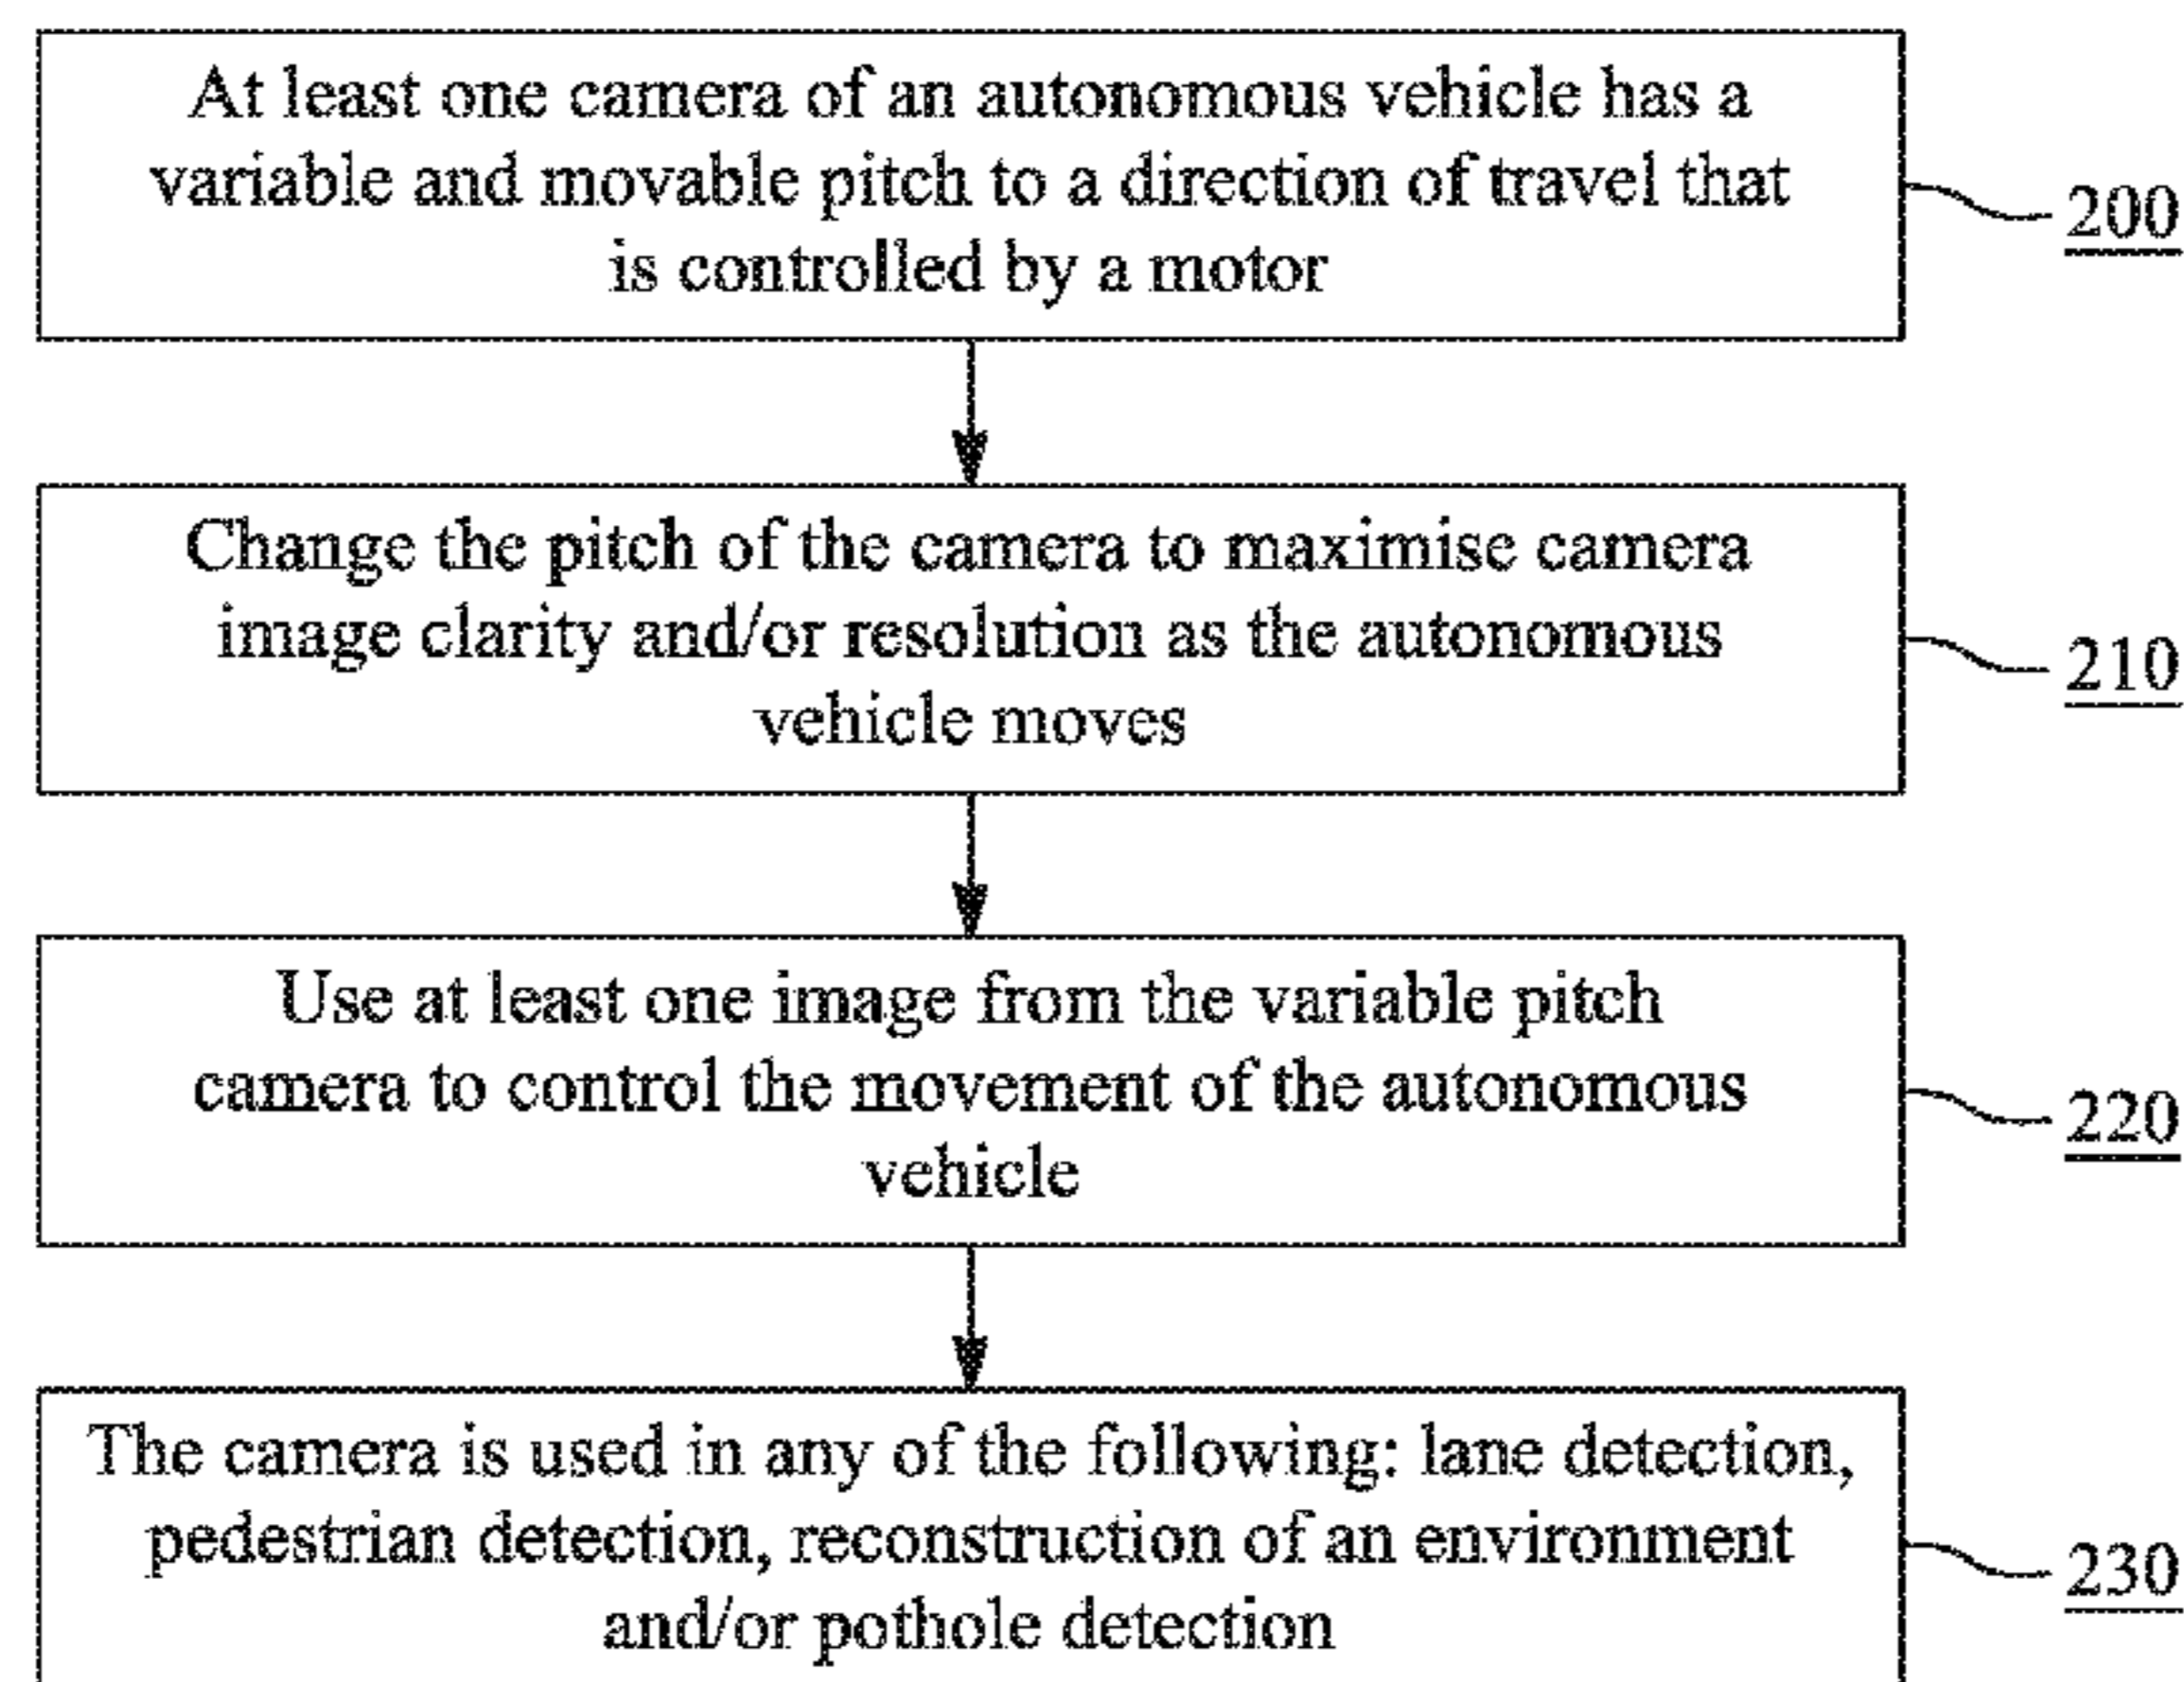 At least one camera of an autonomous vehicle has a
variable and movable pitch to a direction of travel that
is controlled by a motor
200
Change the pitch of the camera to maximise camera
image clarity and/or resolution as the autonomous
vehicle moves
210
Use at least one image from the variable pitch
camera to control the movement of the autonomous
vehicle
220
The camera is used in any of the following: lane detection,
pedestrian detection, reconstruction of an environment
and/or pothole detection
230